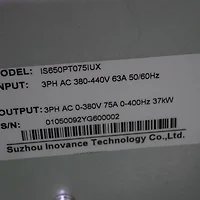 MODEL: IS650PT075IUX
INPUT: 3PH AC 380-440V 63A 50/60Hz
OUTPUT: 3PH AC 0-380V 75A 0-400Hz 37kW
S/N: 01050092YG600002
Suzhou Inovance Technology Co.,Ltd.